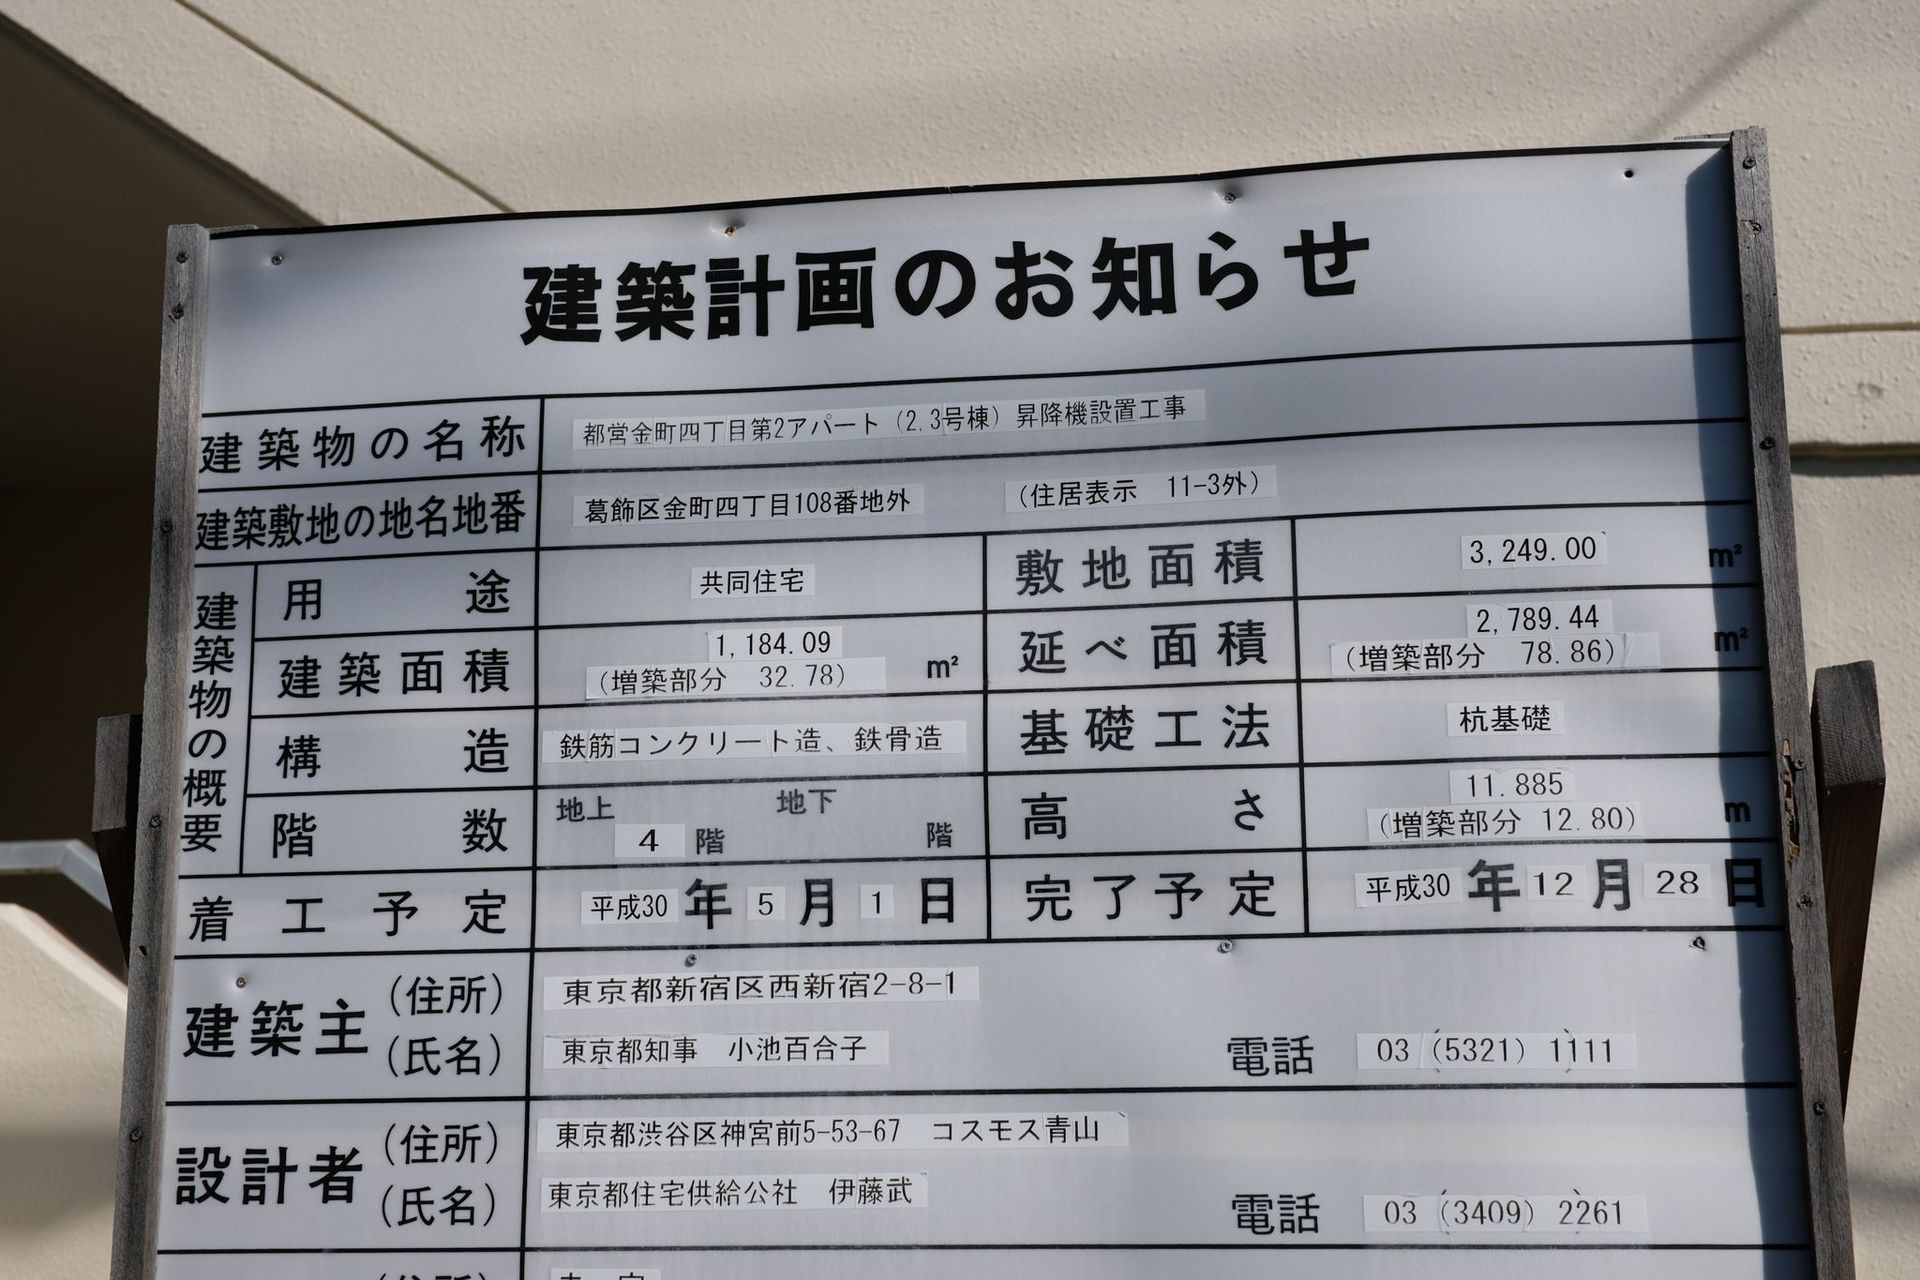 建築計画のお知らせ
建築物の名称 都営金町四丁目第2アパート（2,3号棟）昇降機設置工事
建築敷地の地名地番 葛飾区金町四丁目108番地外 （住居表示 11-3外）
建築物の概要
用途 共同住宅 敷地面積 3,249.00 m²
建築面積 1,184.09 （増築部分 32.78） m² 延べ面積 2,789.44 （増築部分 78.86） m²
構造 鉄筋コンクリート造、鉄骨造 基礎工法 杭基礎
階数 地上 4 階 地下 階 高さ 11.885 （増築部分 12.80） m
着工予定 平成30 年 5 月 1 日 完了予定 平成30 年 12 月 28 日
建築主 （住所） 東京都新宿区西新宿2-8-1
（氏名） 東京都知事 小池百合子 電話 03（5321）1111
設計者 （住所） 東京都渋谷区神宮前5-53-67 コスモス青山
（氏名） 東京都住宅供給公社 伊藤武 電話 03（3409）2261
（住所）